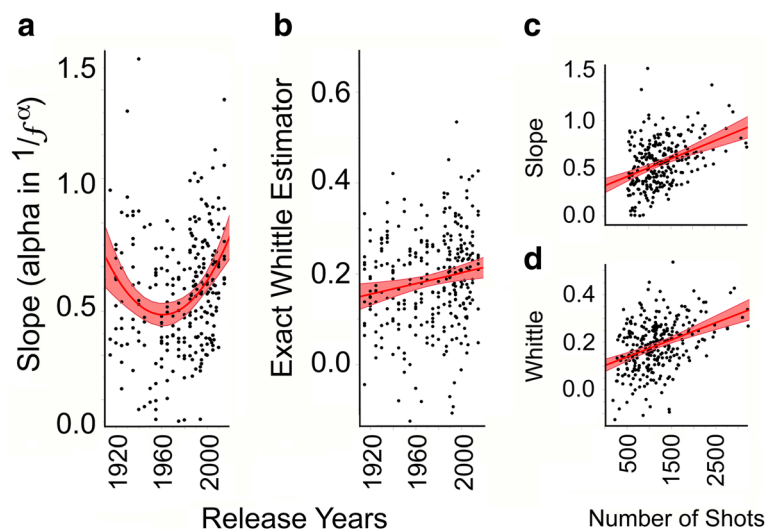 a
Slope (alpha in 1/fα)
1.5
1.0
0.5
0.0
1920
1960
2000
b
Exact Whittle Estimator
0.6
0.4
0.2
0.0
1920
1960
2000
Release Years
c
Slope
1.5
1.0
0.5
0.0
d
Whittle
0.4
0.2
0.0
500
1500
2500
Number of Shots